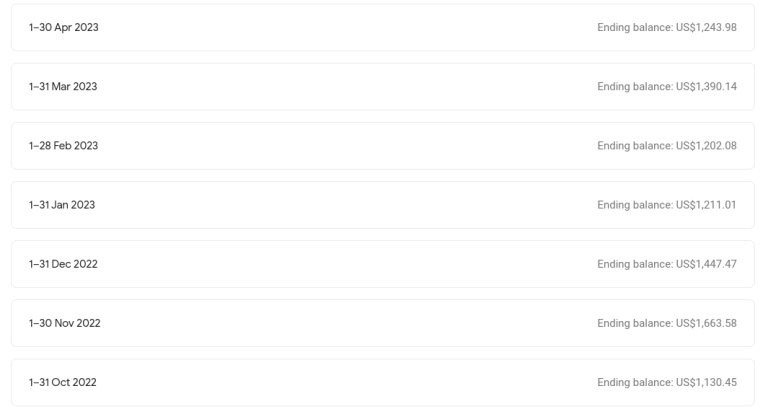 1–30 Apr 2023 Ending balance: US$1,243.98
1–31 Mar 2023 Ending balance: US$1,390.14
1–28 Feb 2023 Ending balance: US$1,202.08
1–31 Jan 2023 Ending balance: US$1,211.01
1–31 Dec 2022 Ending balance: US$1,447.47
1–30 Nov 2022 Ending balance: US$1,663.58
1–31 Oct 2022 Ending balance: US$1,130.45